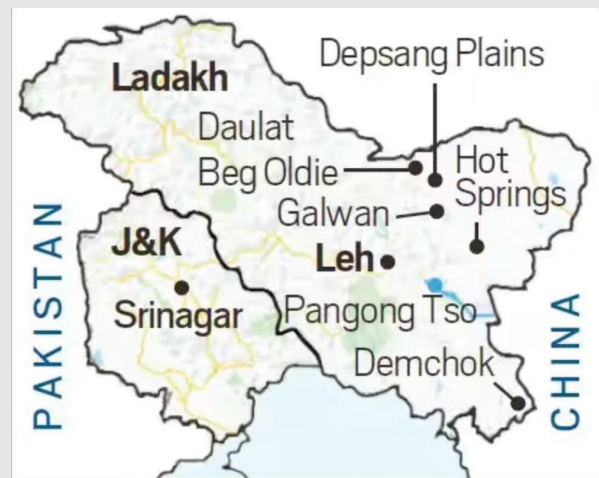 Depsang Plains
Ladakh
Daulat
Beg Oldie
Hot
Springs
Galwan
J&K
Leh
Srinagar
Pangong Tso
Demchok
PAKISTAN
CHINA